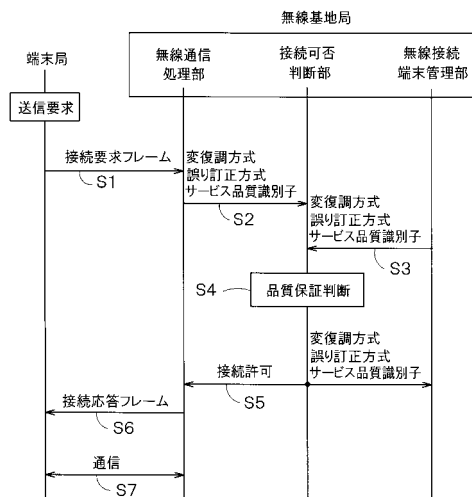 無線基地局
端末局
無線通信
処理部
接続可否
判断部
無線接続
端末管理部
送信要求
接続要求フレーム
S1
変復調方式
誤り訂正方式
サービス品質識別子
S2
変復調方式
誤り訂正方式
サービス品質識別子
S3
S4
品質保証判断
変復調方式
誤り訂正方式
サービス品質識別子
接続許可
S5
接続応答フレーム
S6
通信
S7